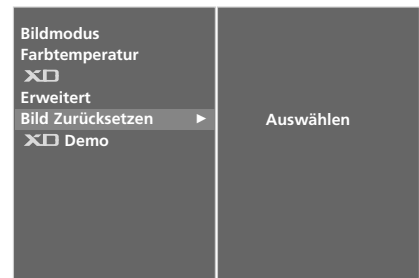 Bildmodus
Farbtemperatur
XD
Erweitert
Bild Zurücksetzen ►
Auswählen
XD Demo